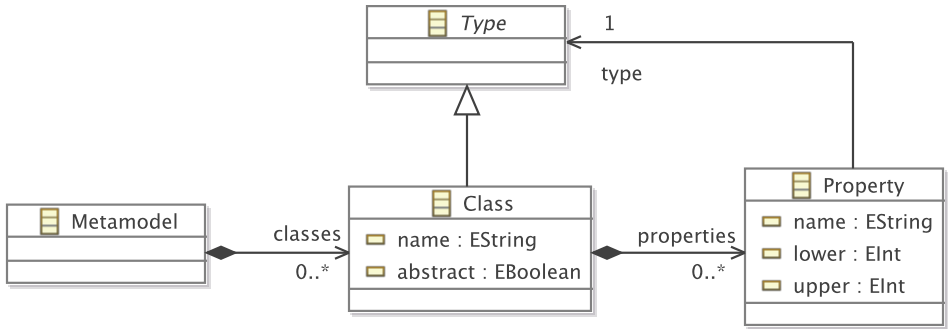 Type
1
type
Metamodel
classes
0..*
Class
name : EString
abstract : EBoolean
properties
0..*
Property
name : EString
lower : EInt
upper : EInt